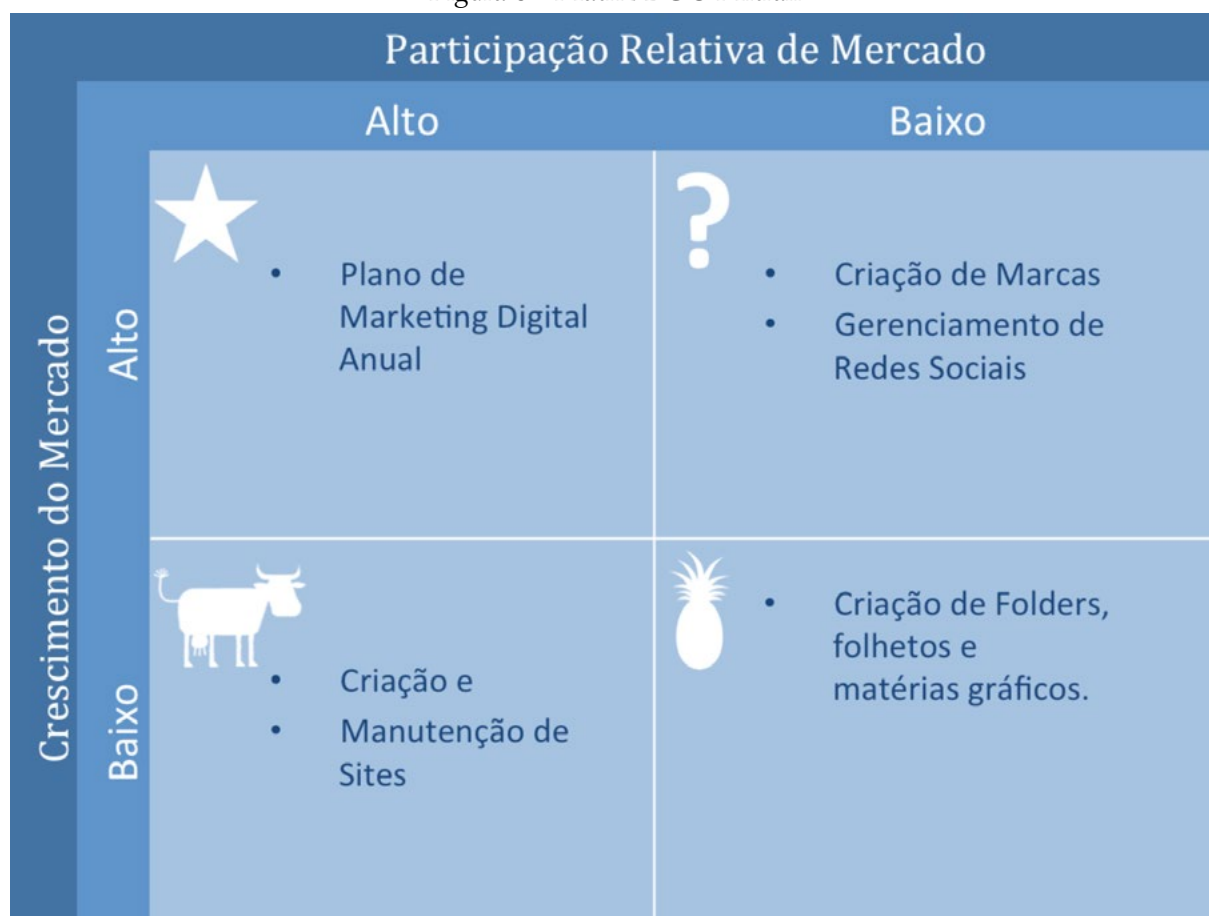 Participação Relativa de Mercado
Alto
Baixo
Crescimento do Mercado
Alto
?
• Plano de
Marketing Digital
Anual
• Criação de Marcas
• Gerenciamento de
Redes Sociais
Baixo
• Criação e
• Manutenção de
Sites
• Criação de Folders,
folhetos e
matérias gráficos.